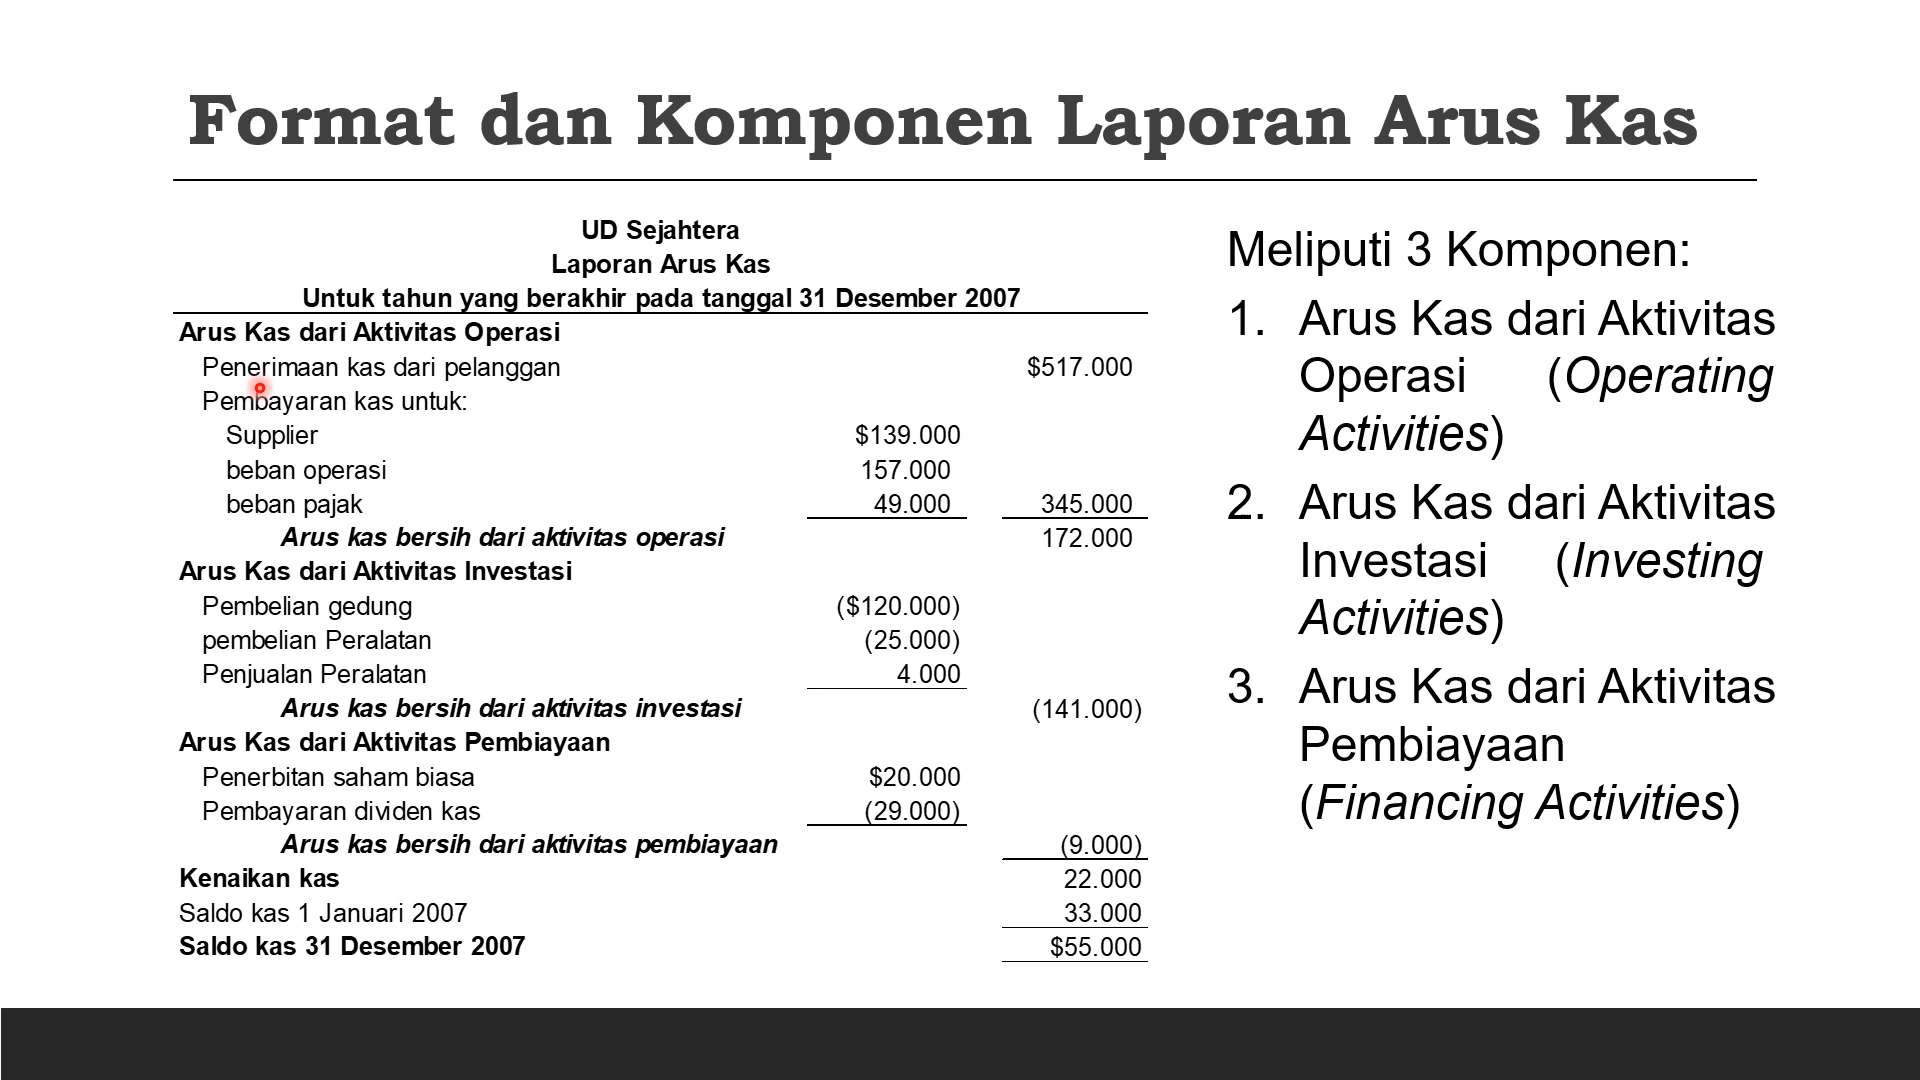 Format dan Komponen Laporan Arus Kas
UD Sejahtera
Laporan Arus Kas
Untuk tahun yang berakhir pada tanggal 31 Desember 2007
Arus Kas dari Aktivitas Operasi
Penerimaan kas dari pelanggan $517.000
Pembayaran kas untuk:
Supplier $139.000
beban operasi 157.000
beban pajak 49.000 345.000
Arus kas bersih dari aktivitas operasi 172.000
Arus Kas dari Aktivitas Investasi
Pembelian gedung ($120.000)
pembelian Peralatan (25.000)
Penjualan Peralatan 4.000
Arus kas bersih dari aktivitas investasi (141.000)
Arus Kas dari Aktivitas Pembiayaan
Penerbitan saham biasa $20.000
Pembayaran dividen kas (29.000)
Arus kas bersih dari aktivitas pembiayaan (9.000)
Kenaikan kas 22.000
Saldo kas 1 Januari 2007 33.000
Saldo kas 31 Desember 2007 $55.000
Meliputi 3 Komponen:
1. Arus Kas dari Aktivitas
Operasi (Operating
Activities)
2. Arus Kas dari Aktivitas
Investasi (Investing
Activities)
3. Arus Kas dari Aktivitas
Pembiayaan
(Financing Activities)